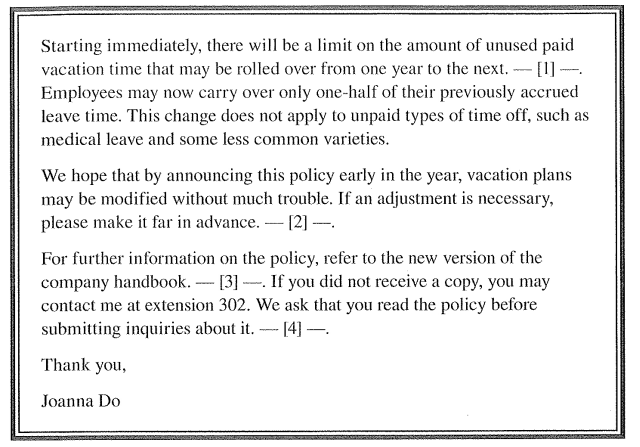 Starting immediately, there will be a limit on the amount of unused paid
vacation time that may be rolled over from one year to the next. — [1] —.
Employees may now carry over only one-half of their previously accrued
leave time. This change does not apply to unpaid types of time off, such as
medical leave and some less common varieties.
We hope that by announcing this policy early in the year, vacation plans
may be modified without much trouble. If an adjustment is necessary,
please make it far in advance. — [2] —.
For further information on the policy, refer to the new version of the
company handbook. — [3] —. If you did not receive a copy, you may
contact me at extension 302. We ask that you read the policy before
submitting inquiries about it. — [4] —.
Thank you,
Joanna Do